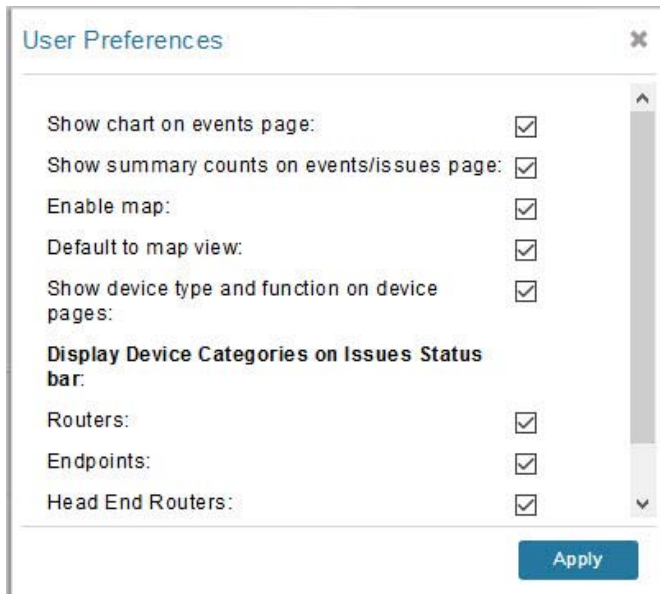 User Preferences
Show chart on events page:
Show summary counts on events/issues page:
Enable map:
Default to map view:
Show device type and function on device
pages:
Display Device Categories on Issues Status
bar:
Routers:
Endpoints:
Head End Routers:
Apply